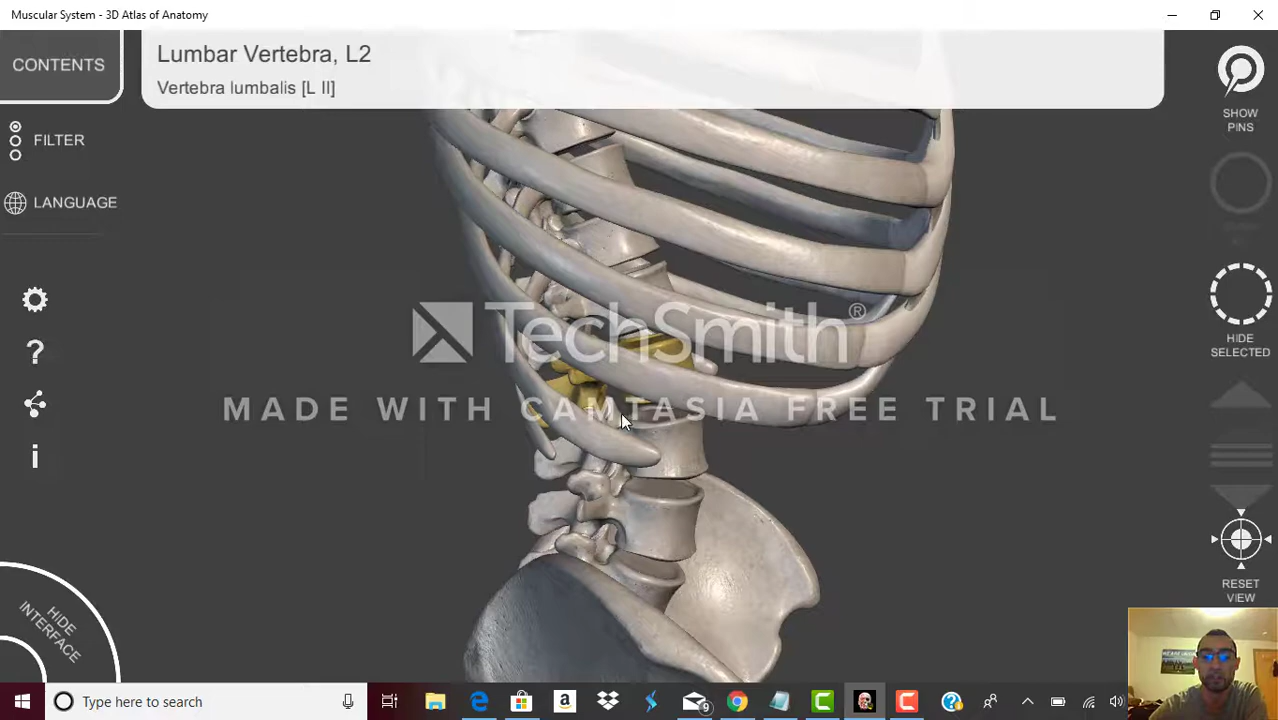 Muscular System - 3D Atlas of Anatomy
CONTENTS
Lumbar Vertebra, L2
Vertebra lumbalis [L II]
SHOW
PINS
FILTER
LANGUAGE
TechSmith®
MADE WITH CAMTASIA FREE TRIAL
HIDE
SELECTED
?
i
RESET
VIEW
HIDE
INTERFACE
Type here to search
9